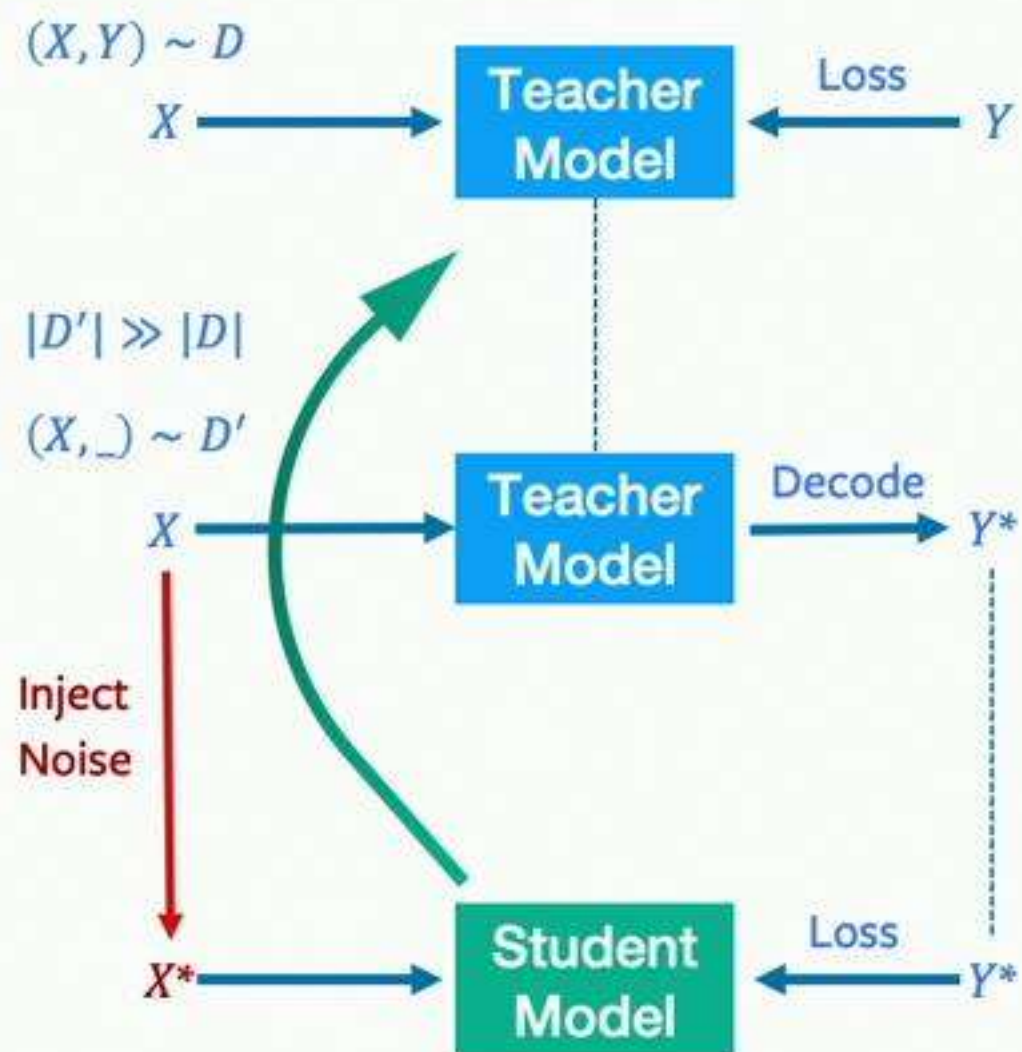 (X,Y) ~ D
X
Teacher
Model
Loss
Y
|D'| ≫ |D|
(X,_) ~ D'
X
Teacher
Model
Decode
Y*
Inject
Noise
X*
Student
Model
Loss
Y*